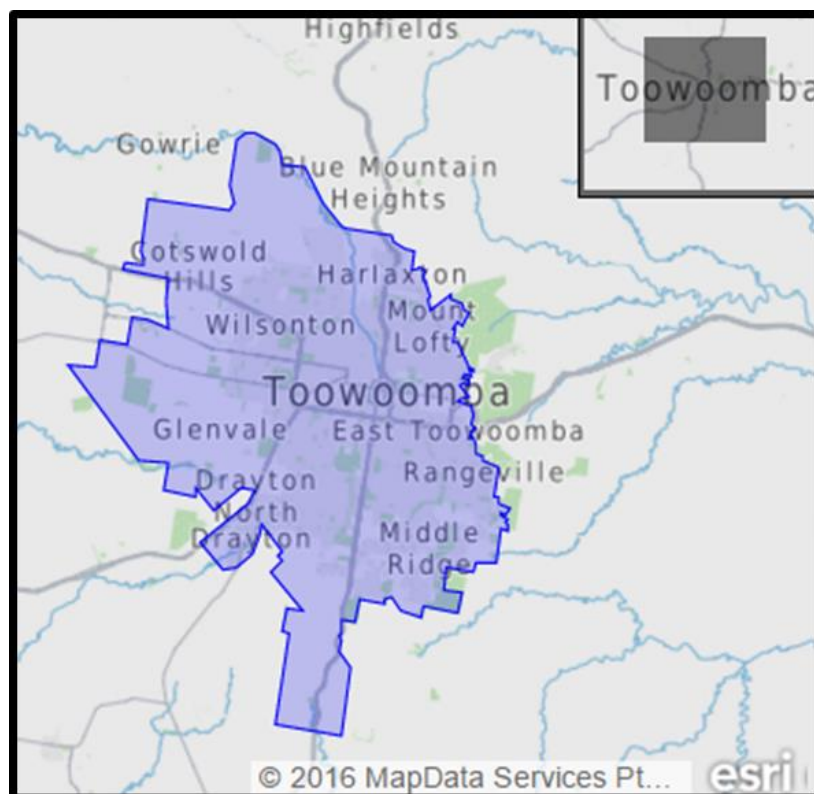 Highfields
Toowoomba
Gowrie
Blue Mountain
Heights
Cotswold
Hills
Harlaxton
Mount
Lofty
Wilsonton
Toowoomba
Glenvale
East Toowoomba
Drayton
North
Rangeville
Drayton
Middle
Ridge
© 2016 MapData Services Pt...
esri